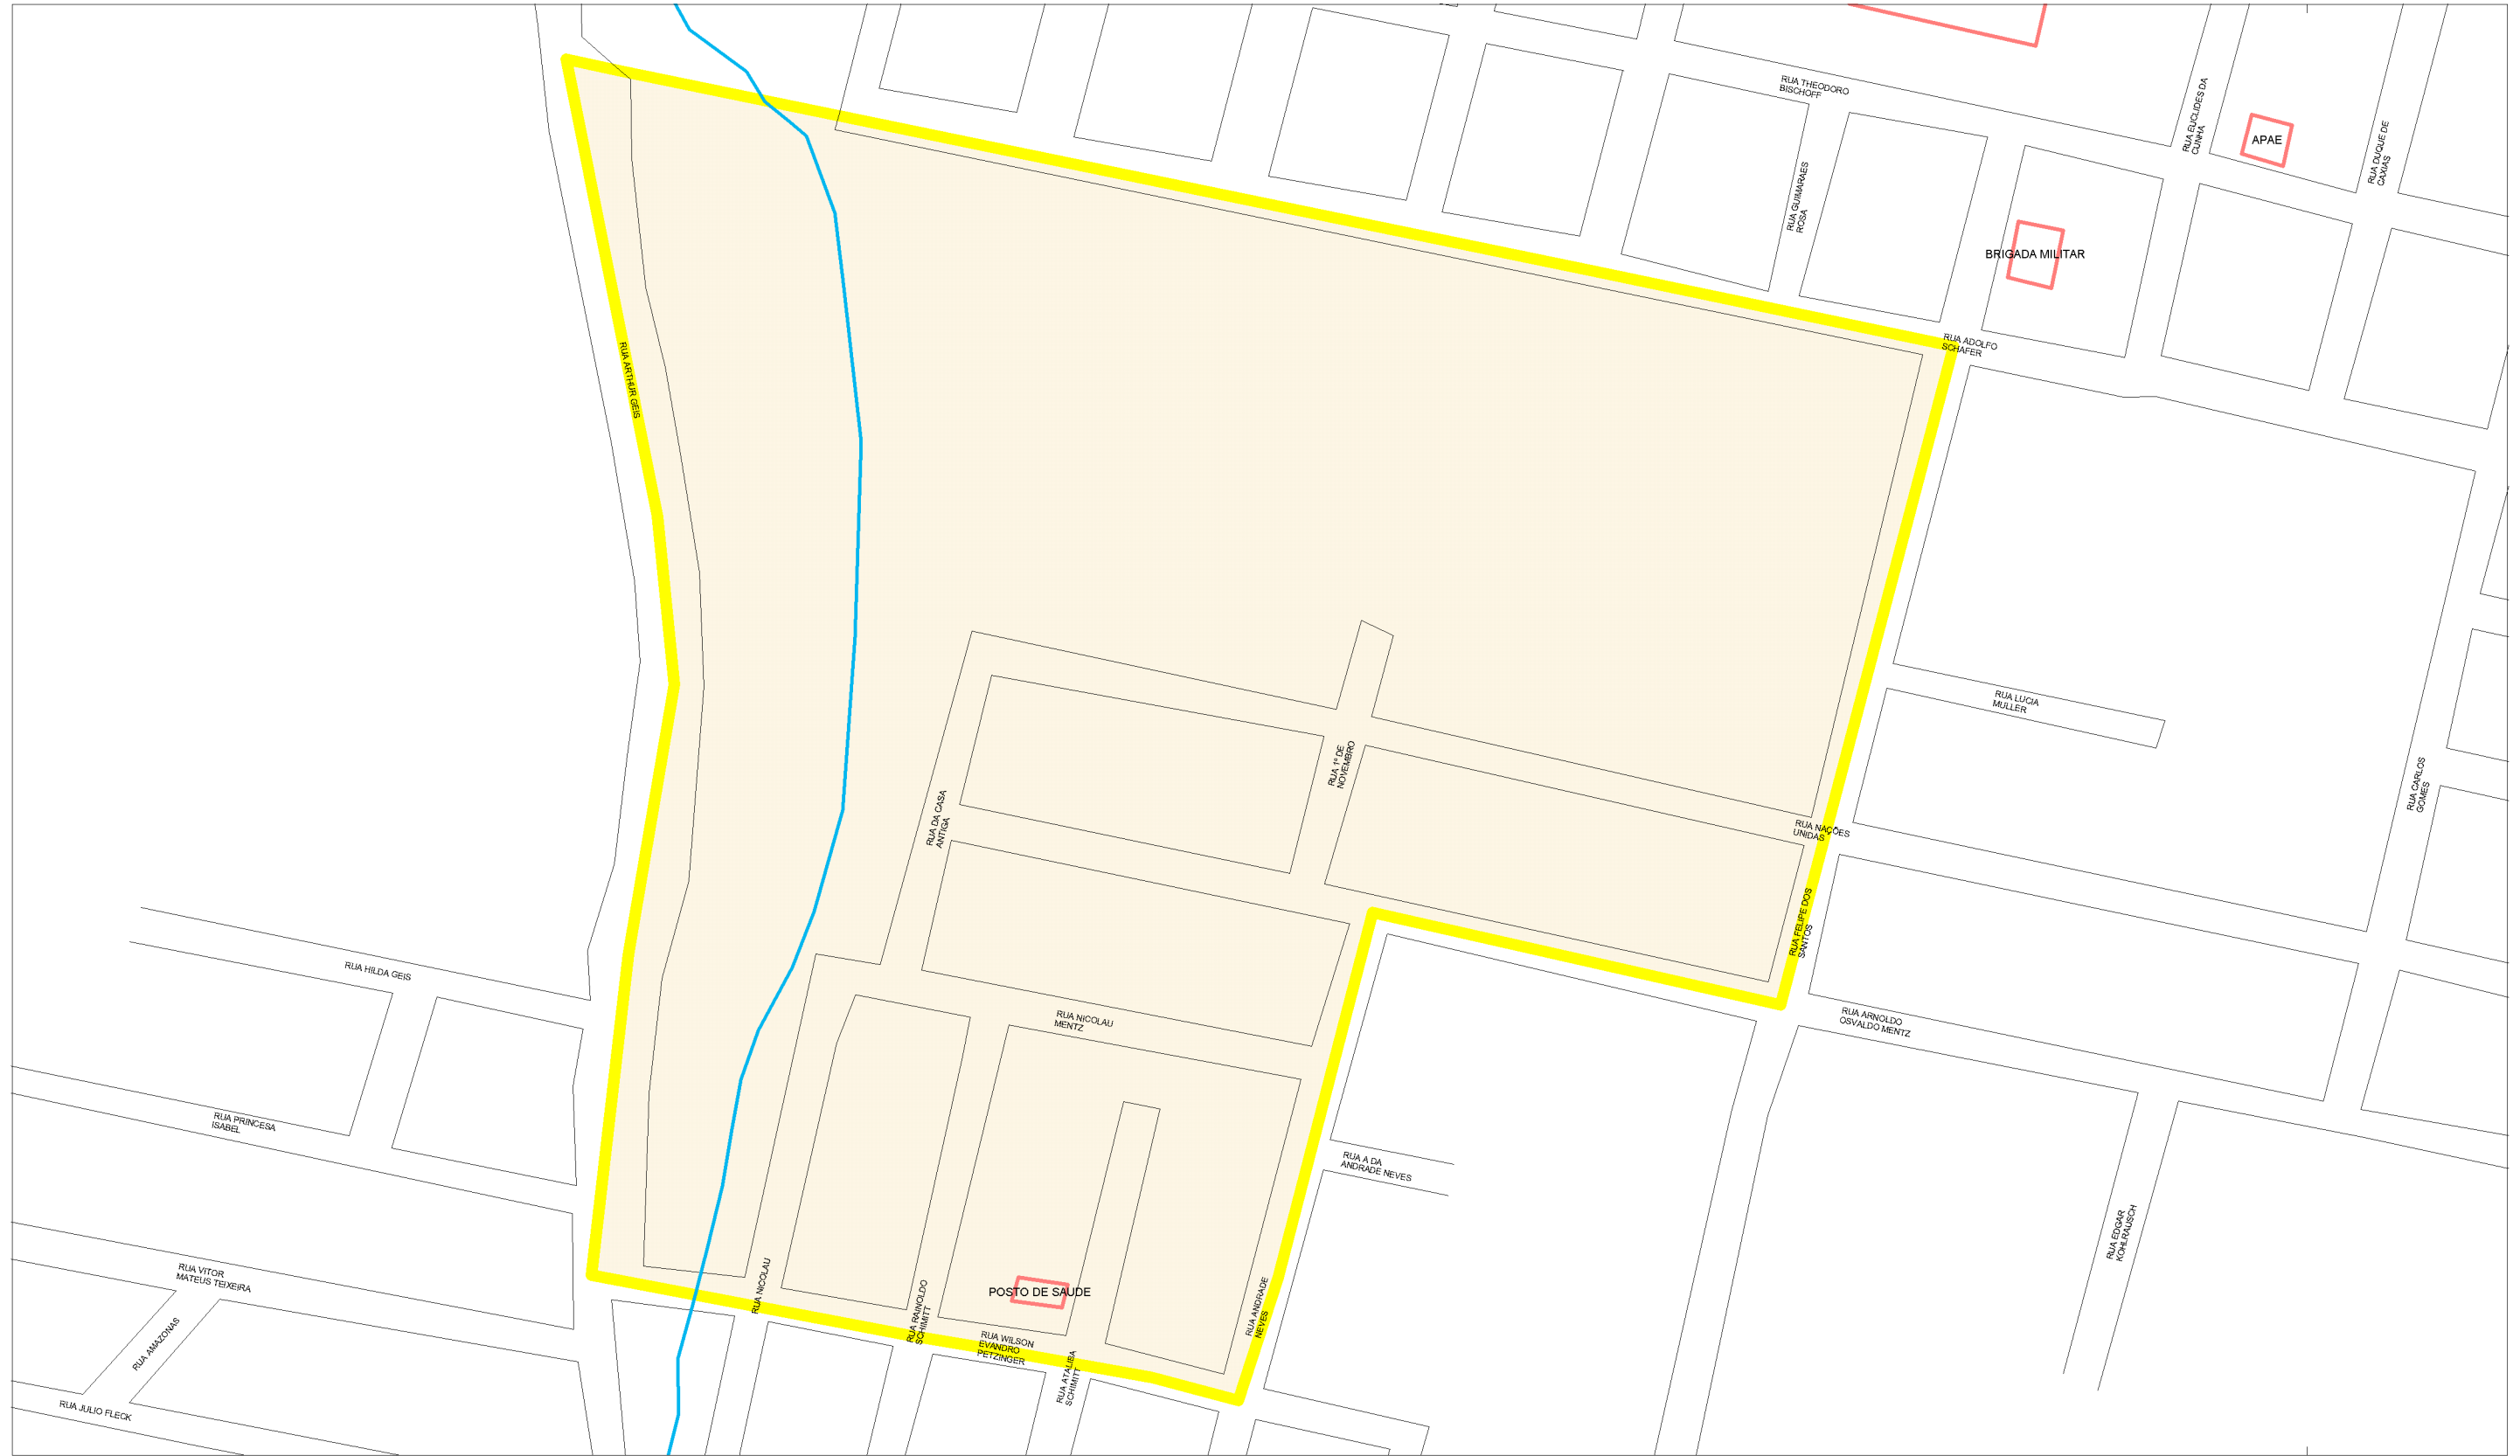 RUA THEODORO
BISCHOFF
RUA EUCLIDES DA
CUNHA
APAE
RUA DUQUE DE
CAXIAS
RUA GUIMARAES
ROSA
BRIGADA MILITAR
RUA ADOLFO
SCHAFER
RUA ARTHUR GEIS
RUA LUCIA
MULLER
RUA 1º DE
NOVEMBRO
RUA CARLOS
GOMES
RUA DA CASA
ANTIGA
RUA NAÇÕES
UNIDAS
RUA FELIPE DOS
SANTOS
RUA HILDA GEIS
RUA NICOLAU
MENTZ
RUA ARNOLDO
OSVALDO MENTZ
RUA PRINCESA
ISABEL
RUA A DA
ANDRADE NEVES
RUA EDGAR
KOHLRAUSCH
RUA VITOR
MATEUS TEIXEIRA
RUA NICOLAU
POSTO DE SAUDE
RUA RAINOLDO
SCHIMITT
RUA ANDRADE
NEVES
RUA AMAZONAS
RUA WILSON
EVANDRO
PETZINGER
RUA ATALIBA
SCHIMITT
RUA JULIO FLECK